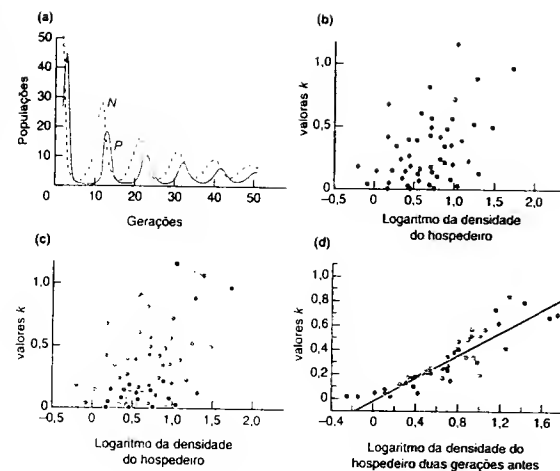 (a)
50
40
30
20
10
0
10
20
30
40
50
Populações
N
P
Gerações
(b)
valores k
1,0
0,5
0
-0,5
0
0,5
1,0
1,5
2,0
Logaritmo da densidade
do hospedeiro
(c)
valores k
1,0
0,5
0
-0,5
0
0,5
1,0
1,5
2,0
Logaritmo da densidade
do hospedeiro
(d)
valores k
1,0
0,8
0,6
0,4
0,2
0
-0,4
0
0,4
0,8
1,2
1,6
Logaritmo da densidade do
hospedeiro duas gerações antes